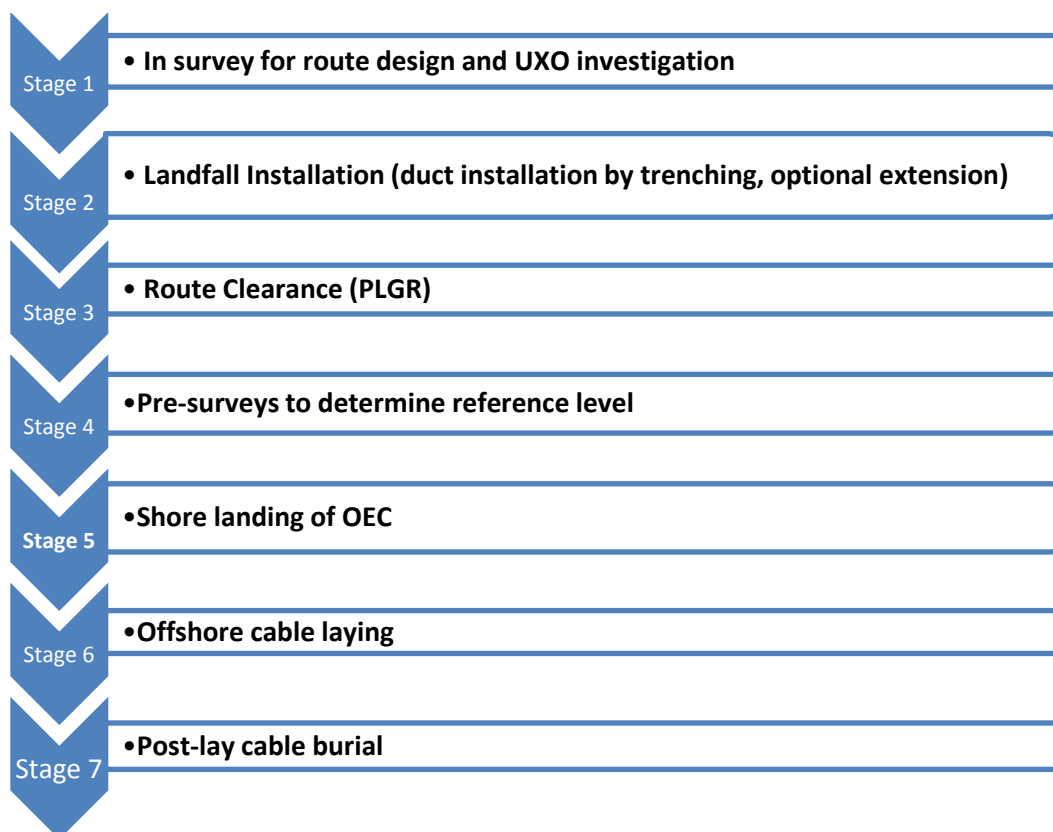 Stage 1
• In survey for route design and UXO investigation
Stage 2
• Landfall Installation (duct installation by trenching, optional extension)
Stage 3
• Route Clearance (PLGR)
Stage 4
•Pre-surveys to determine reference level
Stage 5
•Shore landing of OEC
Stage 6
•Offshore cable laying
Stage 7
•Post-lay cable burial